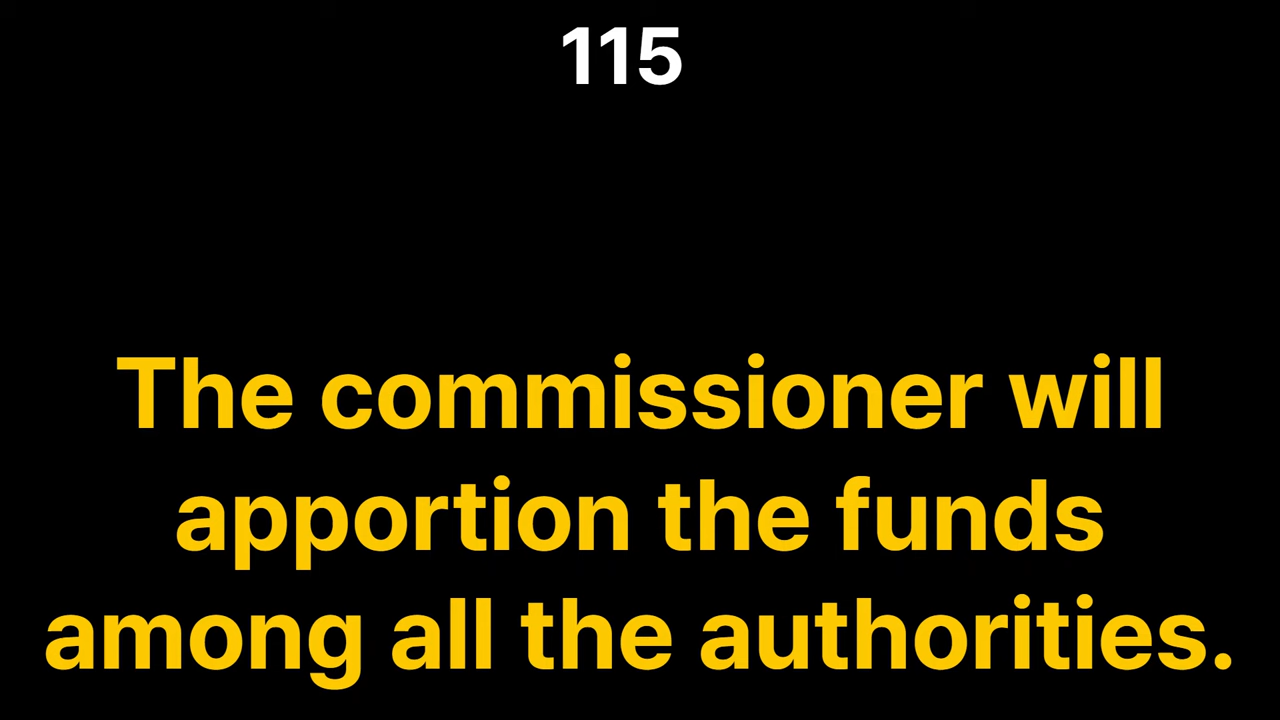 115
The commissioner will
apportion the funds
among all the authorities.